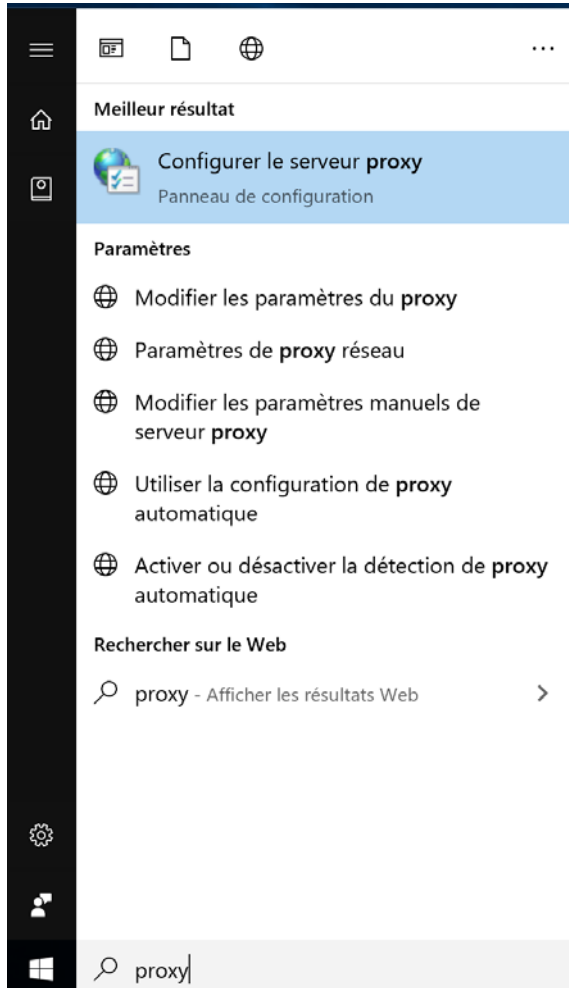 Meilleur résultat
Configurer le serveur proxy
Panneau de configuration
Paramètres
Modifier les paramètres du proxy
Paramètres de proxy réseau
Modifier les paramètres manuels de
serveur proxy
Utiliser la configuration de proxy
automatique
Activer ou désactiver la détection de proxy
automatique
Rechercher sur le Web
proxy - Afficher les résultats Web
proxy